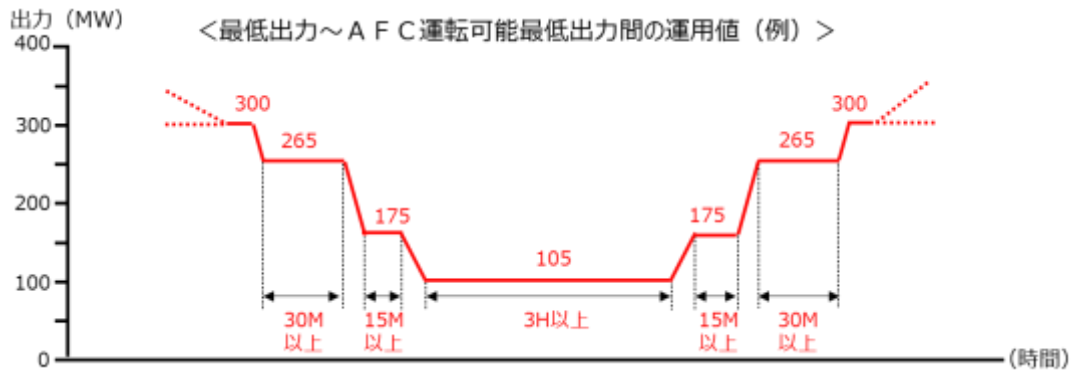 出力（MW）
＜最低出力～ＡＦＣ運転可能最低出力間の運用値（例）＞
400
300
300
300
265
265
200
175
175
105
100
30M
以上
15M
以上
3H以上
15M
以上
30M
以上
0
(時間)